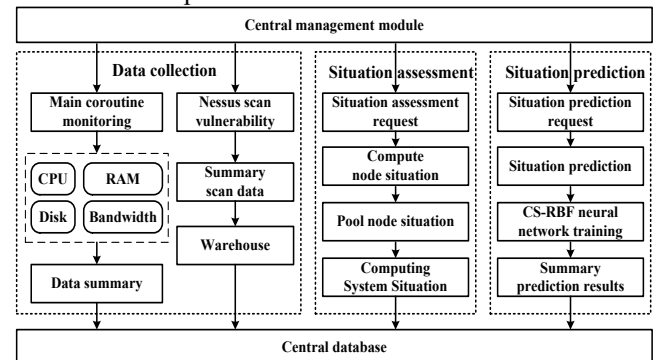 Central management module
Data collection
Situation assessment
Situation prediction
Main coroutine
monitoring
Nessus scan
vulnerability
Situation assessment
request
Situation prediction
request
CPU
RAM
Disk
Bandwidth
Summary
scan data
Compute
node situation
Situation prediction
Warehouse
Pool node situation
CS-RBF neural
network training
Data summary
Computing
System Situation
Summary
prediction results
Central database